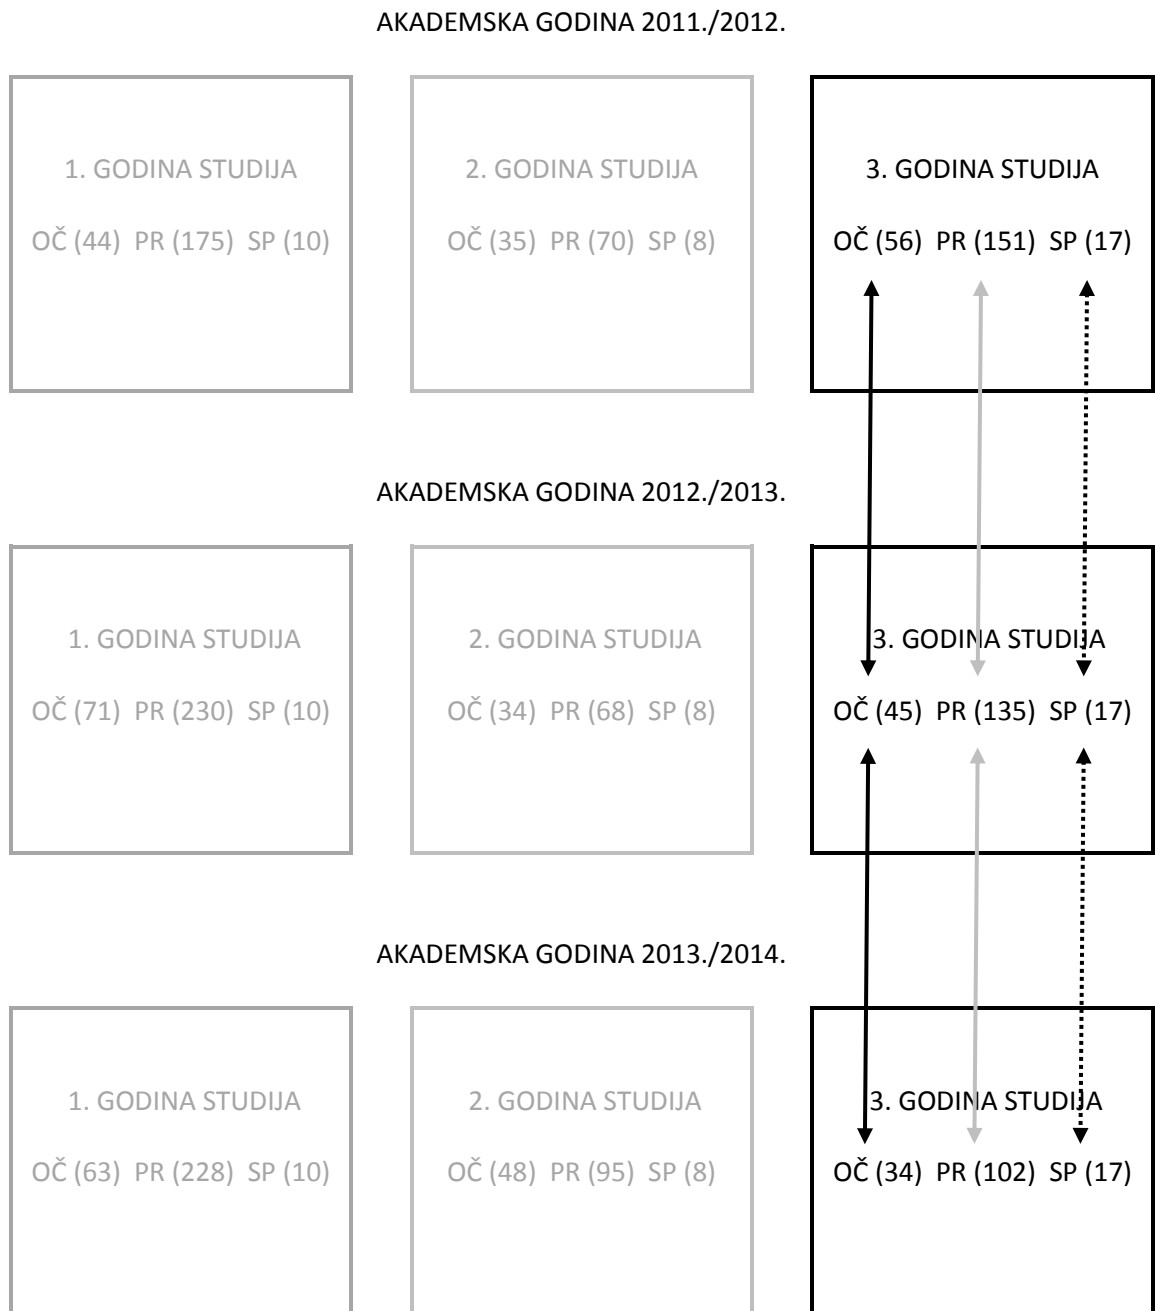 AKADEMSKA GODINA 2011./2012.
1. GODINA STUDIJA
OČ (44) PR (175) SP (10)
2. GODINA STUDIJA
OČ (35) PR (70) SP (8)
3. GODINA STUDIJA
OČ (56) PR (151) SP (17)
AKADEMSKA GODINA 2012./2013.
1. GODINA STUDIJA
OČ (71) PR (230) SP (10)
2. GODINA STUDIJA
OČ (34) PR (68) SP (8)
3. GODINA STUDIJA
OČ (45) PR (135) SP (17)
AKADEMSKA GODINA 2013./2014.
1. GODINA STUDIJA
OČ (63) PR (228) SP (10)
2. GODINA STUDIJA
OČ (48) PR (95) SP (8)
3. GODINA STUDIJA
OČ (34) PR (102) SP (17)